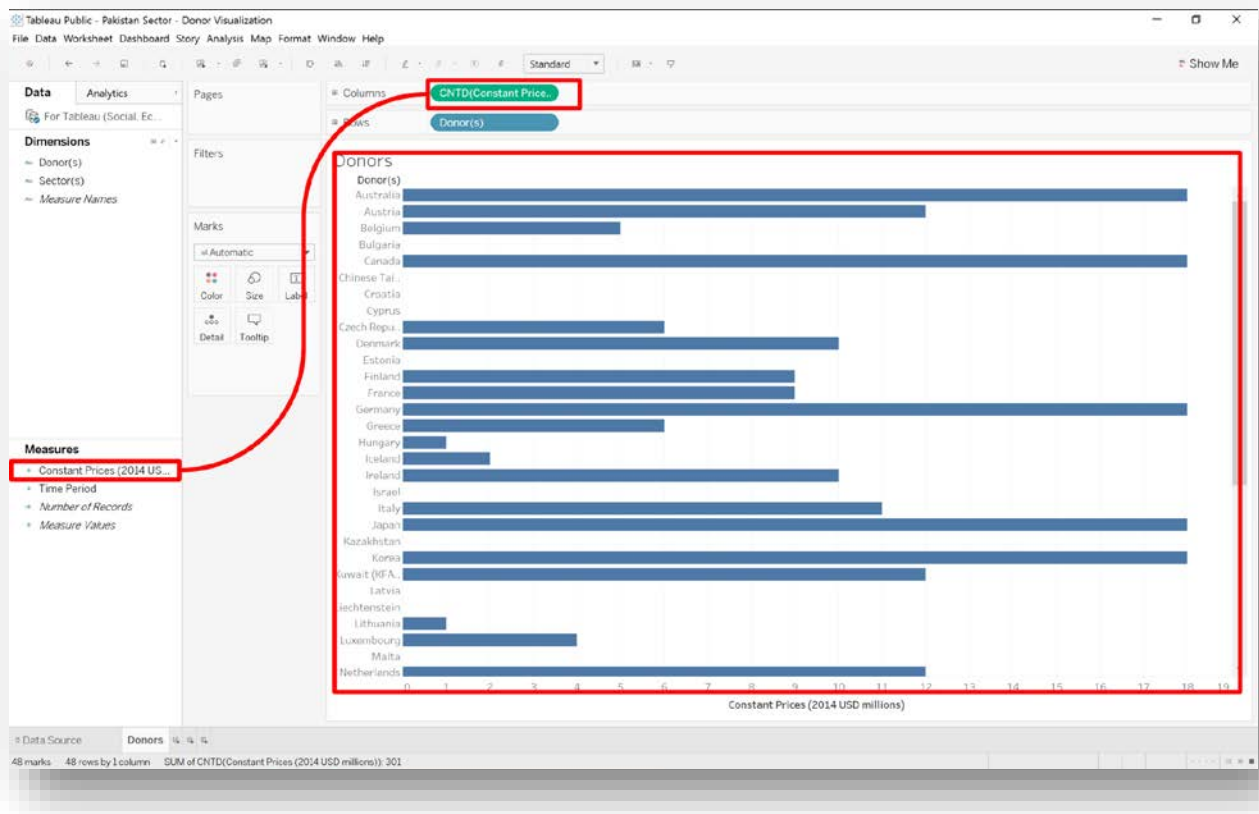 Tableau Public - Pakistan Sector - Donor Visualization
File Data Worksheet Dashboard Story Analysis Map Format Window Help
Standard
Show Me
Data Analytics
For Tableau (Social, Ec...
Dimensions
Donor(s)
Sector(s)
Measure Names
Measures
Constant Prices (2014 US...
Time Period
Number of Records
Measure Values
Pages
Filters
Marks
Automatic
Color Size Label
Detail Tooltip
Columns CNTD(Constant Price..
Rows Donor(s)
Donors
Donor(s)
Australia
Austria
Belgium
Bulgaria
Canada
Chinese Tai..
Croatia
Cyprus
Czech Repu..
Denmark
Estonia
Finland
France
Germany
Greece
Hungary
Iceland
Ireland
Israel
Italy
Japan
Kazakhstan
Korea
Kuwait (KFA..
Latvia
Liechtenstein
Lithuania
Luxembourg
Malta
Netherlands
0 1 2 3 4 5 6 7 8 9 10 11 12 13 14 15 16 17 18 19
Constant Prices (2014 USD millions)
Data Source Donors
48 marks 48 rows by 1 column SUM of CNTD(Constant Prices (2014 USD millions)): 301